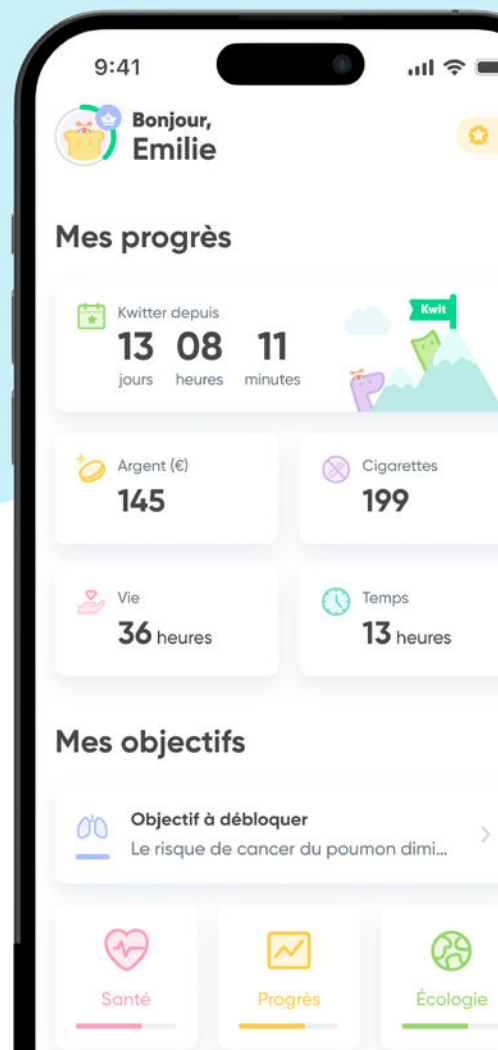 9:41
Bonjour,
Emilie
Mes progrès
Kwit
Kwitter depuis
13 08 11
jours heures minutes
Argent (€)
145
Cigarettes
199
Vie
36 heures
Temps
13 heures
Mes objectifs
Objectif à débloquer
Le risque de cancer du poumon dimi...
Santé
Progrès
Écologie